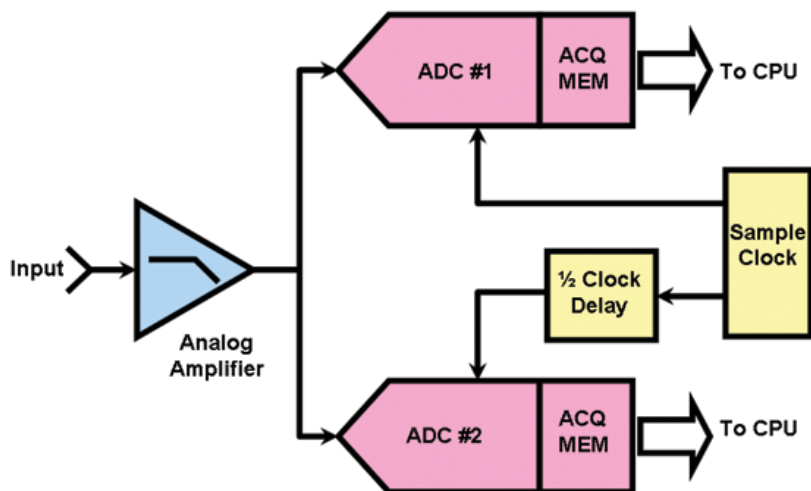 ADC #1
ACQ
MEM
To CPU
Sample
Clock
½ Clock
Delay
Input
Analog
Amplifier
ADC #2
ACQ
MEM
To CPU